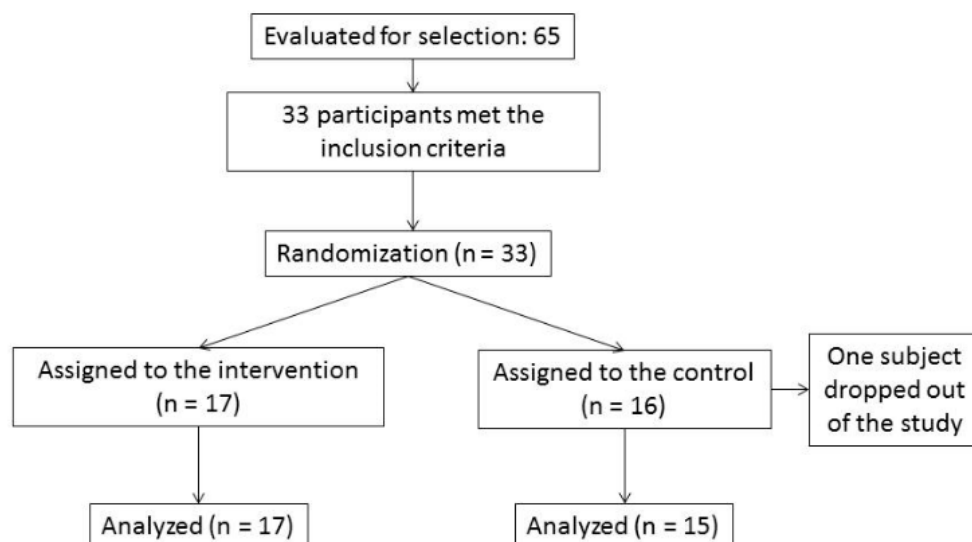 Evaluated for selection: 65
33 participants met the
inclusion criteria
Randomization (n = 33)
Assigned to the intervention
(n = 17)
Assigned to the control
(n = 16)
One subject
dropped out
of the study
Analyzed (n = 17)
Analyzed (n = 15)